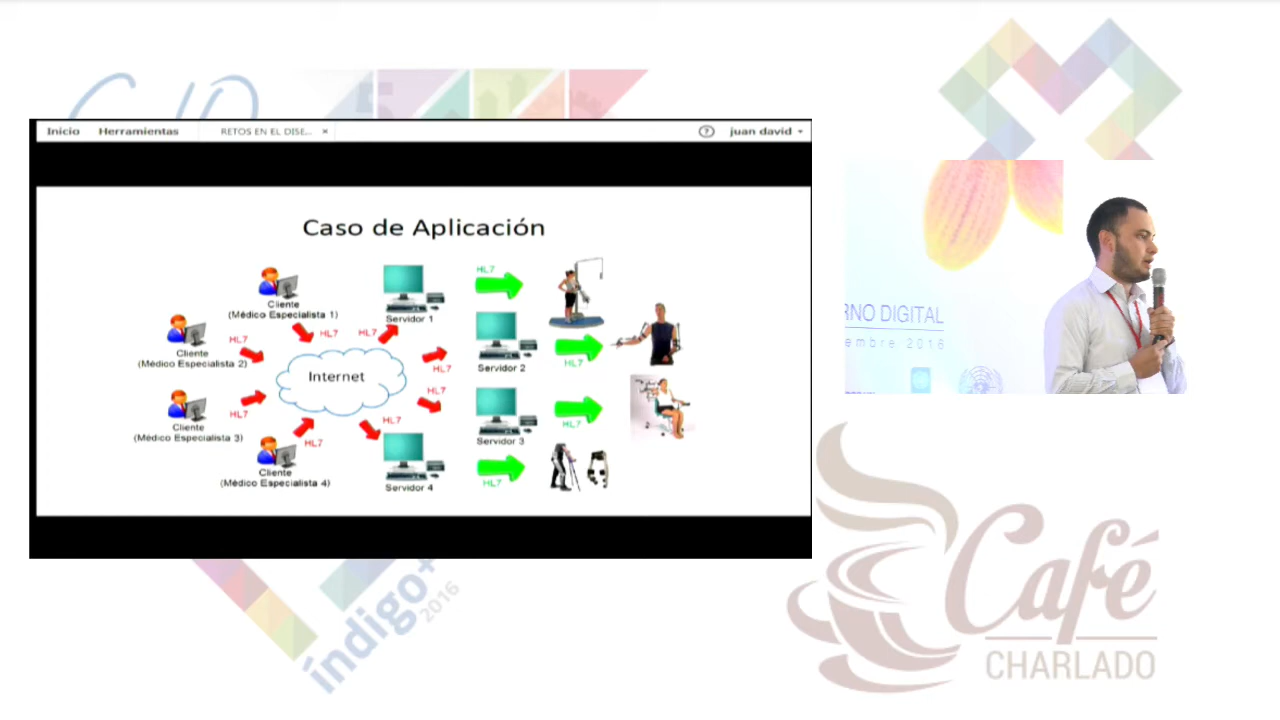 Inicio Herramientas RETOS EN EL DISE... × ? juan david
Caso de Aplicación
Cliente
(Médico Especialista 1)
Cliente
(Médico Especialista 2)
Cliente
(Médico Especialista 3)
Cliente
(Médico Especialista 4)
HL7
HL7
HL7
HL7
Internet
HL7
HL7
HL7
HL7
Servidor 1
Servidor 2
Servidor 3
Servidor 4
HL7
HL7
HL7
HL7
RNO DIGITAL
embre 2016
índigo+
2016
Café
CHARLADO